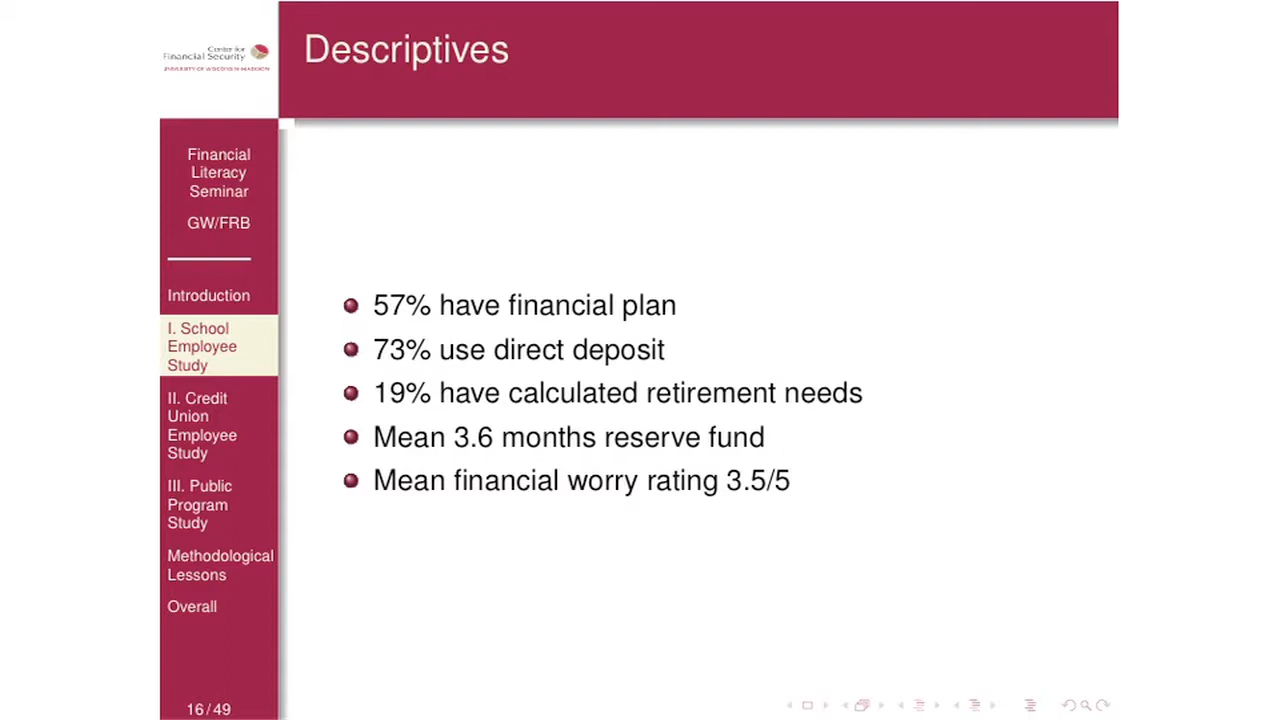 Center for
Financial Security
UNIVERSITY OF WISCONSIN-MADISON
Descriptives
Financial
Literacy
Seminar
GW/FRB
Introduction
I. School
Employee
Study
II. Credit
Union
Employee
Study
III. Public
Program
Study
Methodological
Lessons
Overall
16 / 49
57% have financial plan
73% use direct deposit
19% have calculated retirement needs
Mean 3.6 months reserve fund
Mean financial worry rating 3.5/5